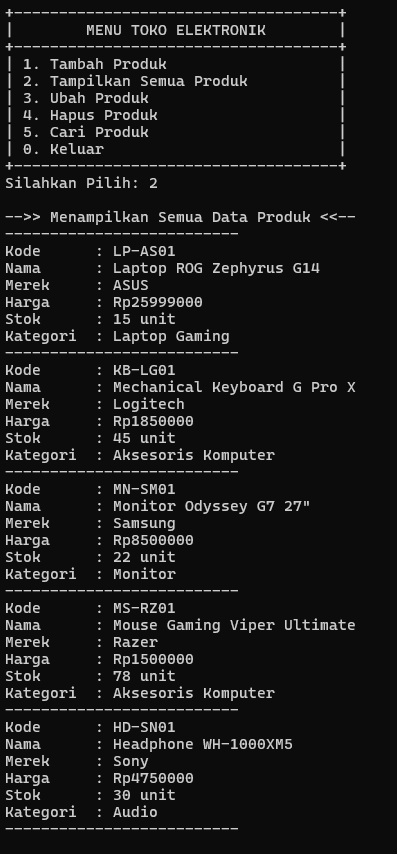 +------------------------------------+
|        MENU TOKO ELEKTRONIK        |
+------------------------------------+
| 1. Tambah Produk                   |
| 2. Tampilkan Semua Produk          |
| 3. Ubah Produk                     |
| 4. Hapus Produk                    |
| 5. Cari Produk                     |
| 0. Keluar                          |
+------------------------------------+
Silahkan Pilih: 2

-->> Menampilkan Semua Data Produk <<--
--------------------------
Kode      : LP-AS01
Nama      : Laptop ROG Zephyrus G14
Merek     : ASUS
Harga     : Rp25999000
Stok      : 15 unit
Kategori  : Laptop Gaming
--------------------------
Kode      : KB-LG01
Nama      : Mechanical Keyboard G Pro X
Merek     : Logitech
Harga     : Rp1850000
Stok      : 45 unit
Kategori  : Aksesoris Komputer
--------------------------
Kode      : MN-SM01
Nama      : Monitor Odyssey G7 27"
Merek     : Samsung
Harga     : Rp8500000
Stok      : 22 unit
Kategori  : Monitor
--------------------------
Kode      : MS-RZ01
Nama      : Mouse Gaming Viper Ultimate
Merek     : Razer
Harga     : Rp1500000
Stok      : 78 unit
Kategori  : Aksesoris Komputer
--------------------------
Kode      : HD-SN01
Nama      : Headphone WH-1000XM5
Merek     : Sony
Harga     : Rp4750000
Stok      : 30 unit
Kategori  : Audio
--------------------------